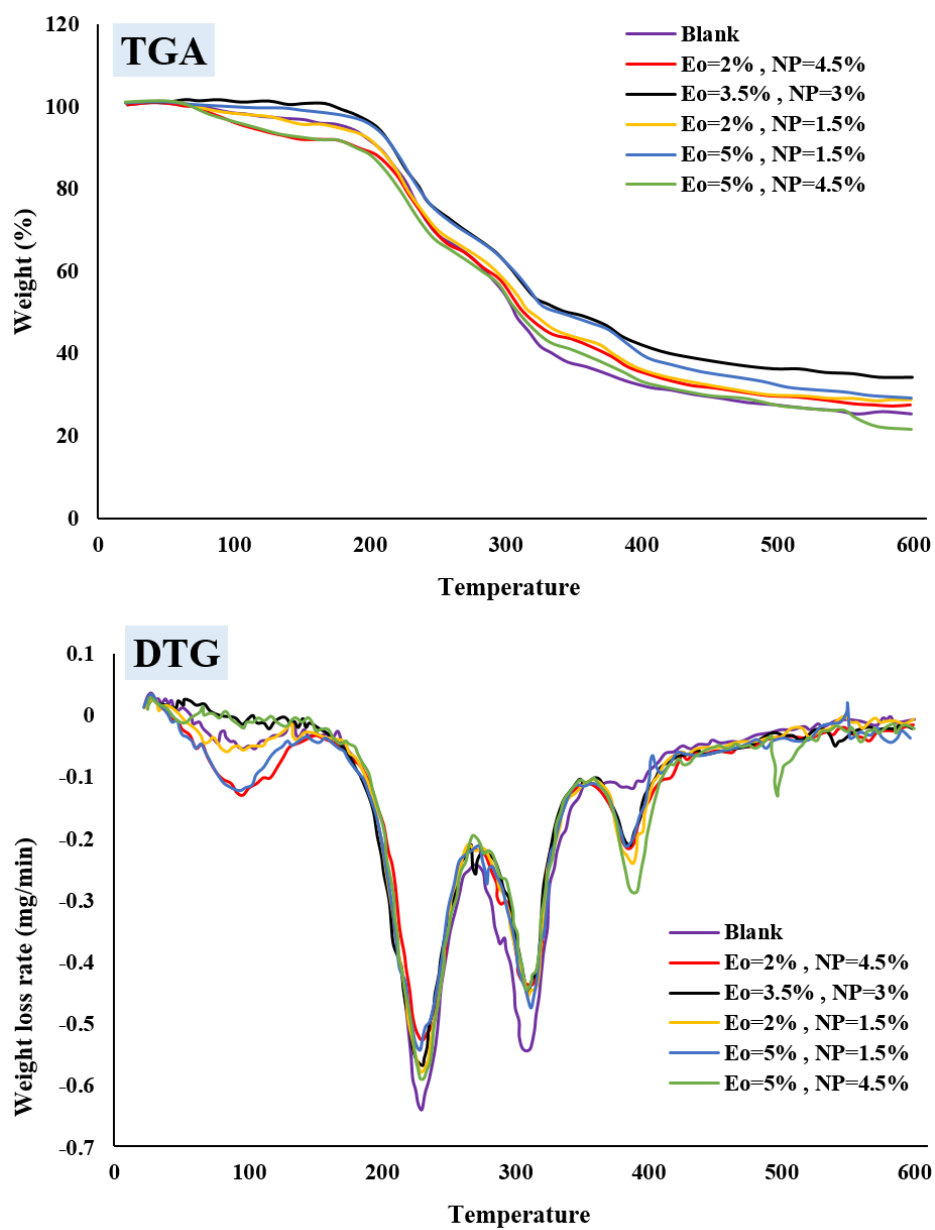 TGA
120
100
80
60
40
20
0
Weight (%)
Blank
Eo=2% , NP=4.5%
Eo=3.5% , NP=3%
Eo=2% , NP=1.5%
Eo=5% , NP=1.5%
Eo=5% , NP=4.5%
0 100 200 300 400 500 600
Temperature
DTG
0.1
0
-0.1
-0.2
-0.3
-0.4
-0.5
-0.6
-0.7
Weight loss rate (mg/min)
Blank
Eo=2% , NP=4.5%
Eo=3.5% , NP=3%
Eo=2% , NP=1.5%
Eo=5% , NP=1.5%
Eo=5% , NP=4.5%
0 100 200 300 400 500 600
Temperature